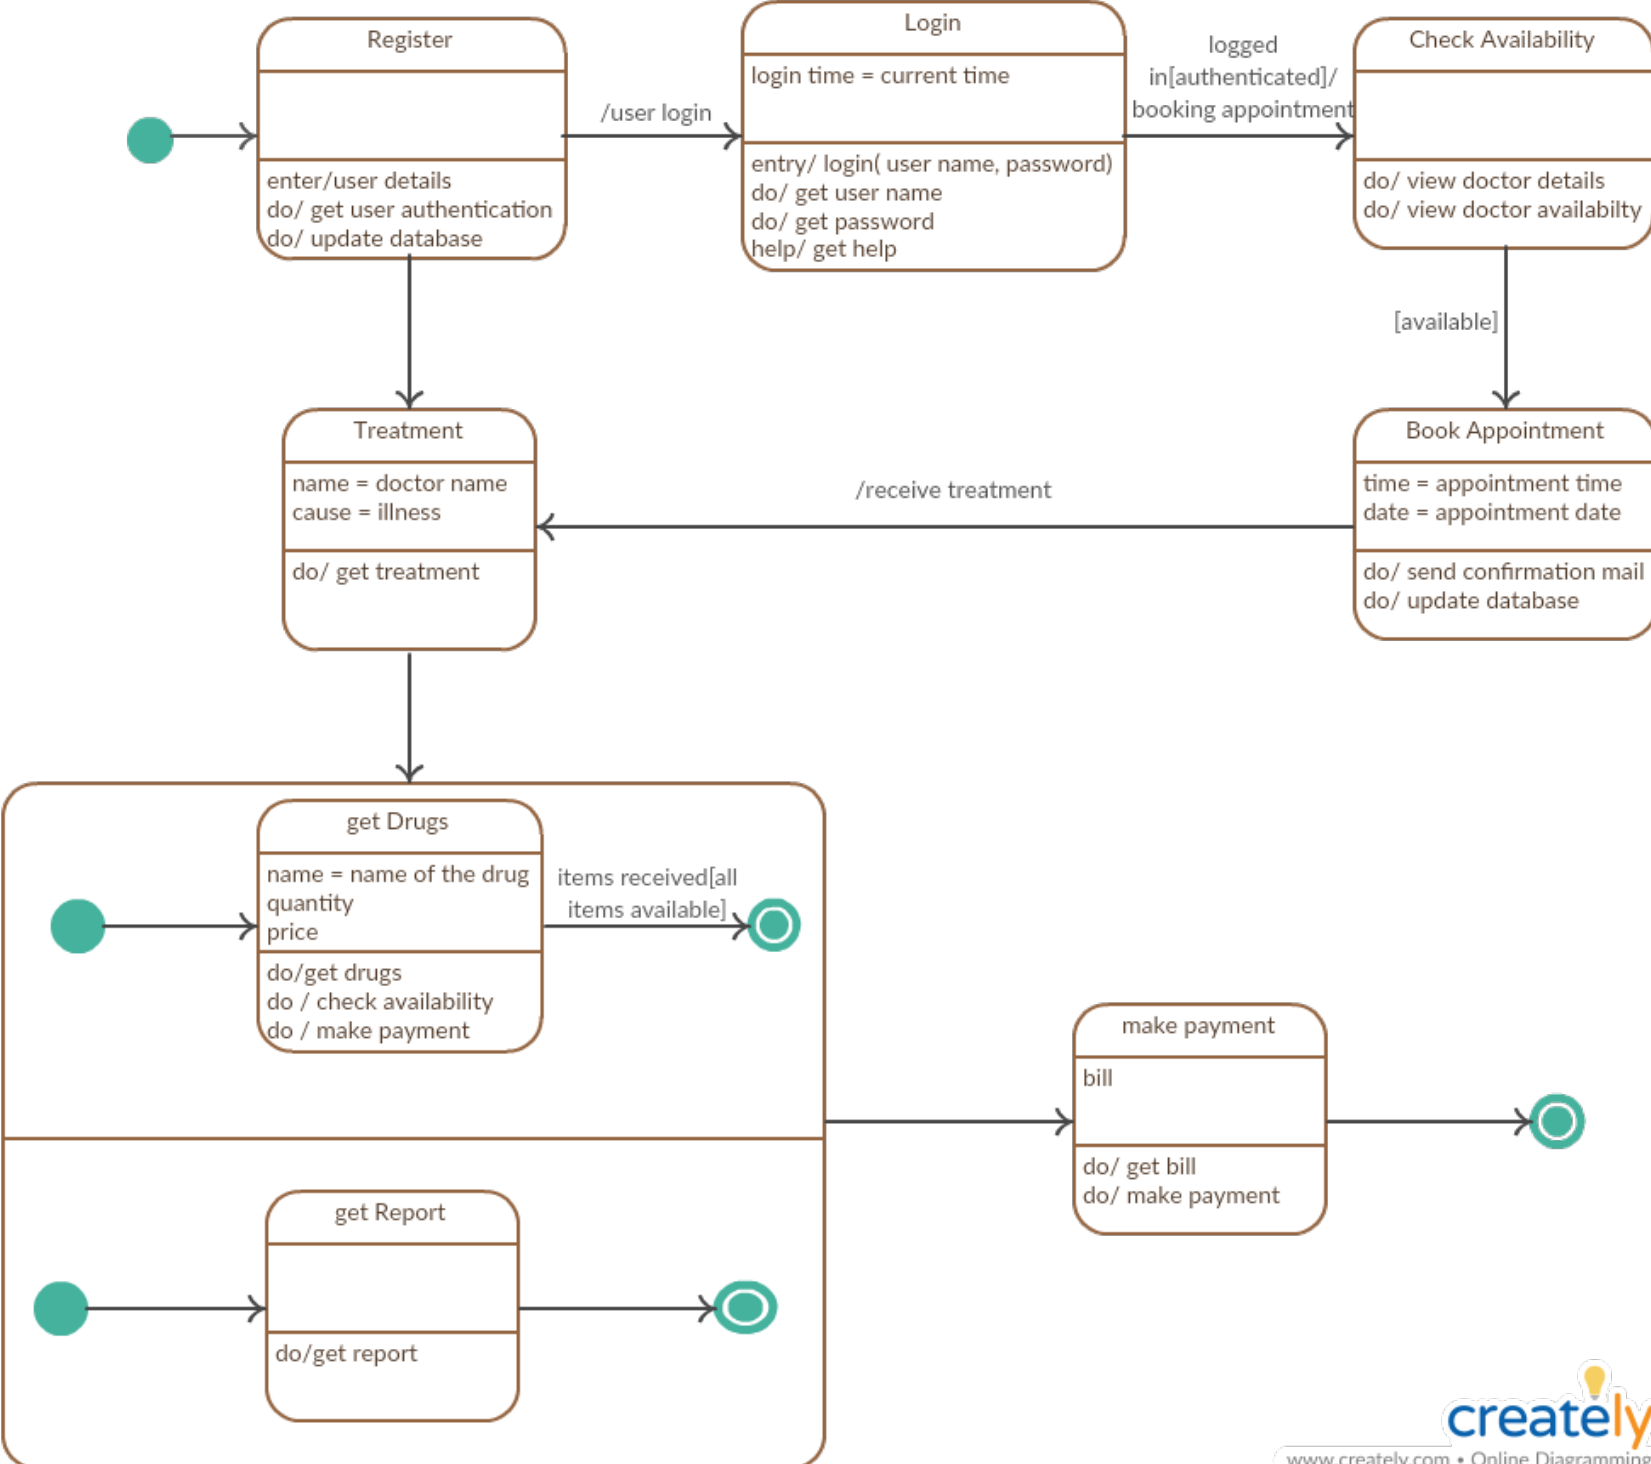 Register
enter/user details
do/ get user authentication
do/ update database
/user login
Login
login time = current time
entry/ login( user name, password)
do/ get user name
do/ get password
help/ get help
logged
in[authenticated]/
booking appointment
Check Availability
do/ view doctor details
do/ view doctor availabilty
[available]
Treatment
name = doctor name
cause = illness
do/ get treatment
/receive treatment
Book Appointment
time = appointment time
date = appointment date
do/ send confirmation mail
do/ update database
get Drugs
name = name of the drug
quantity
price
do/get drugs
do / check availability
do / make payment
items received[all
items available]
make payment
bill
do/ get bill
do/ make payment
get Report
do/get report
creately
www.creately.com • Online Diagramming